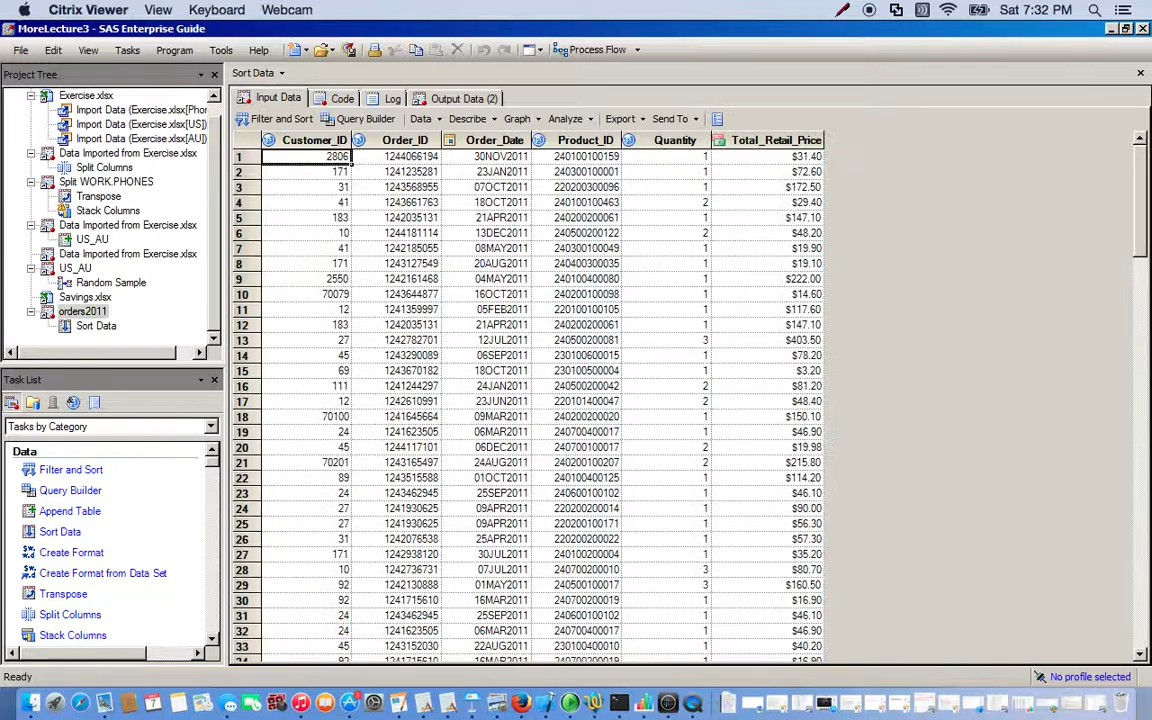 Citrix Viewer View Keyboard Webcam Sat 7:32 PM
MoreLecture3 - SAS Enterprise Guide
File Edit View Tasks Program Tools Help Process Flow
Project Tree
Sort Data
Exercise.xlsx
Import Data (Exercise.xlsx[Phor
Import Data (Exercise.xlsx[US])
Import Data (Exercise.xlsx[AU])
Data Imported from Exercise.xlsx
Split Columns
Split WORK.PHONES
Transpose
Stack Columns
Data Imported from Exercise.xlsx
US_AU
Data Imported from Exercise.xlsx
US_AU
Random Sample
Savings.xlsx
orders2011
Sort Data
Task List
Tasks by Category
Data
Filter and Sort
Query Builder
Append Table
Sort Data
Create Format
Create Format from Data Set
Transpose
Split Columns
Stack Columns
Input Data Code Log Output Data (2)
Filter and Sort Query Builder Data Describe Graph Analyze Export Send To
Customer_ID Order_ID Order_Date Product_ID Quantity Total_Retail_Price
1 2806 1244066194 30NOV2011 240100100159 1 $31.40
2 171 1241235281 23JAN2011 240300100001 1 $72.60
3 31 1243568955 07OCT2011 220200300096 1 $172.50
4 41 1243661763 18OCT2011 240100100463 2 $29.40
5 183 1242035131 21APR2011 240200200061 1 $147.10
6 10 1244181114 13DEC2011 240500200122 2 $48.20
7 41 1242185055 08MAY2011 240300100049 1 $19.90
8 171 1243127549 20AUG2011 240400300035 1 $19.10
9 2550 1242161468 04MAY2011 240100400080 1 $222.00
10 70079 1243644877 16OCT2011 240200100098 1 $14.60
11 12 1241359997 05FEB2011 220100100105 1 $117.60
12 183 1242035131 21APR2011 240200200061 1 $147.10
13 27 1242782701 12JUL2011 240500200081 3 $403.50
14 45 1243290089 06SEP2011 230100600015 1 $78.20
15 69 1243670182 18OCT2011 230100500004 1 $3.20
16 111 1241244297 24JAN2011 240500200042 2 $81.20
17 12 1242610991 23JUN2011 220101400047 2 $48.40
18 70100 1241645664 09MAR2011 240200200020 1 $150.10
19 24 1241623505 06MAR2011 240700400017 1 $46.90
20 45 1244117101 06DEC2011 240700100017 2 $19.98
21 70201 1243165497 24AUG2011 240200100207 2 $215.80
22 89 1243515588 01OCT2011 240100400125 1 $114.20
23 24 1243462945 25SEP2011 240600100102 1 $46.10
24 27 1241930625 09APR2011 220200200014 1 $90.00
25 27 1241930625 09APR2011 220200100171 1 $56.30
26 31 1242076538 25APR2011 220200200022 1 $57.30
27 171 1242938120 30JUL2011 240100200004 1 $35.20
28 10 1242736731 07JUL2011 240700200010 3 $80.70
29 92 1242130888 01MAY2011 240500100017 3 $160.50
30 92 1241715610 16MAR2011 240700200019 1 $16.90
31 24 1243462945 25SEP2011 240600100102 1 $46.10
32 24 1241623505 06MAR2011 240700400017 1 $46.90
33 45 1243152030 22AUG2011 230100400010 1 $40.20
Ready
No profile selected